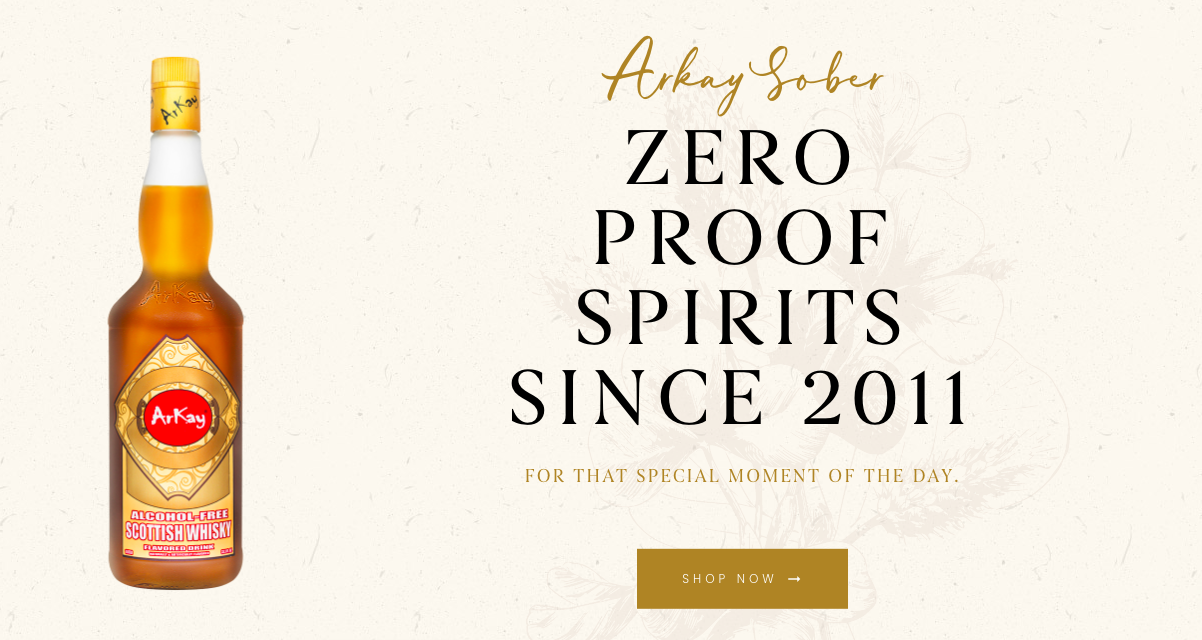 Arkay Sober
ZERO
PROOF
SPIRITS
SINCE 2011
FOR THAT SPECIAL MOMENT OF THE DAY.
SHOP NOW →
ArKay
ArKay
ArKay
ALCOHOL-FREE
SCOTTISH WHISKY
FLAVORED DRINK